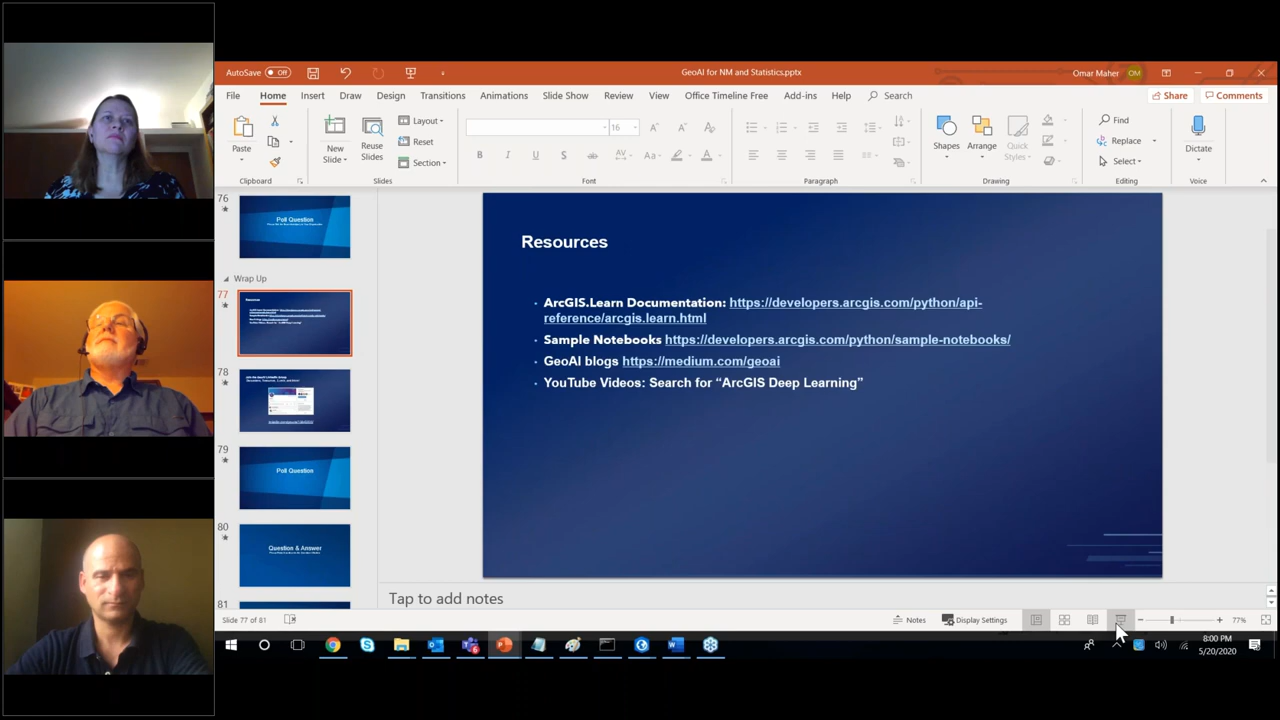 AutoSave Off
GeoAI for NM and Statistics.pptx
Omar Maher OM
File Home Insert Draw Design Transitions Animations Slide Show Review View Office Timeline Free Add-ins Help Search
Share Comments
Paste
New Slide
Reuse Slides
Layout
Reset
Section
16
B I U S ab AV Aa A
Shapes
Arrange
Quick Styles
Find
Replace
Select
Dictate
Clipboard Slides Font Paragraph Drawing Editing Voice
76
Poll Question
Wrap Up
77
Resources
78
79
Poll Question
80
Question & Answer
81
Resources
• ArcGIS.Learn Documentation: https://developers.arcgis.com/python/api-
reference/arcgis.learn.html
• Sample Notebooks https://developers.arcgis.com/python/sample-notebooks/
• GeoAI blogs https://medium.com/geoai
• YouTube Videos: Search for “ArcGIS Deep Learning”
Tap to add notes
Slide 77 of 81
Notes
Display Settings
77%
8:00 PM
5/20/2020